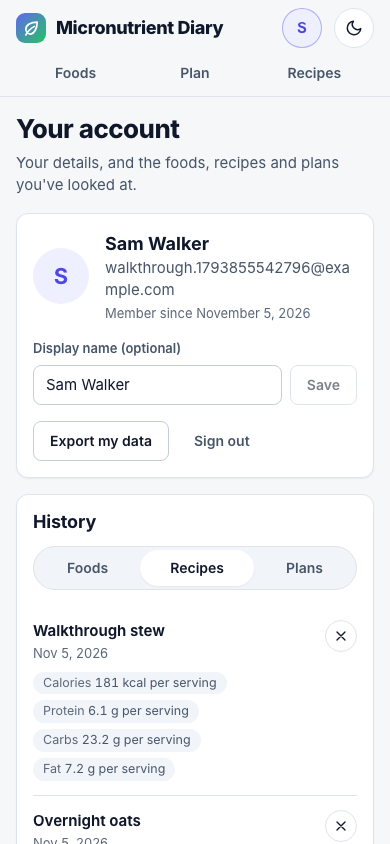 Micronutrient Diary
S
Foods
Plan
Recipes
Your account
Your details, and the foods, recipes and plans
you've looked at.
S
Sam Walker
walkthrough.1793855542796@exa
mple.com
Member since November 5, 2026
Display name (optional)
Sam Walker
Save
Export my data
Sign out
History
Foods
Recipes
Plans
Walkthrough stew
Nov 5, 2026
Calories 181 kcal per serving
Protein 6.1 g per serving
Carbs 23.2 g per serving
Fat 7.2 g per serving
Overnight oats
Nov 5, 2026